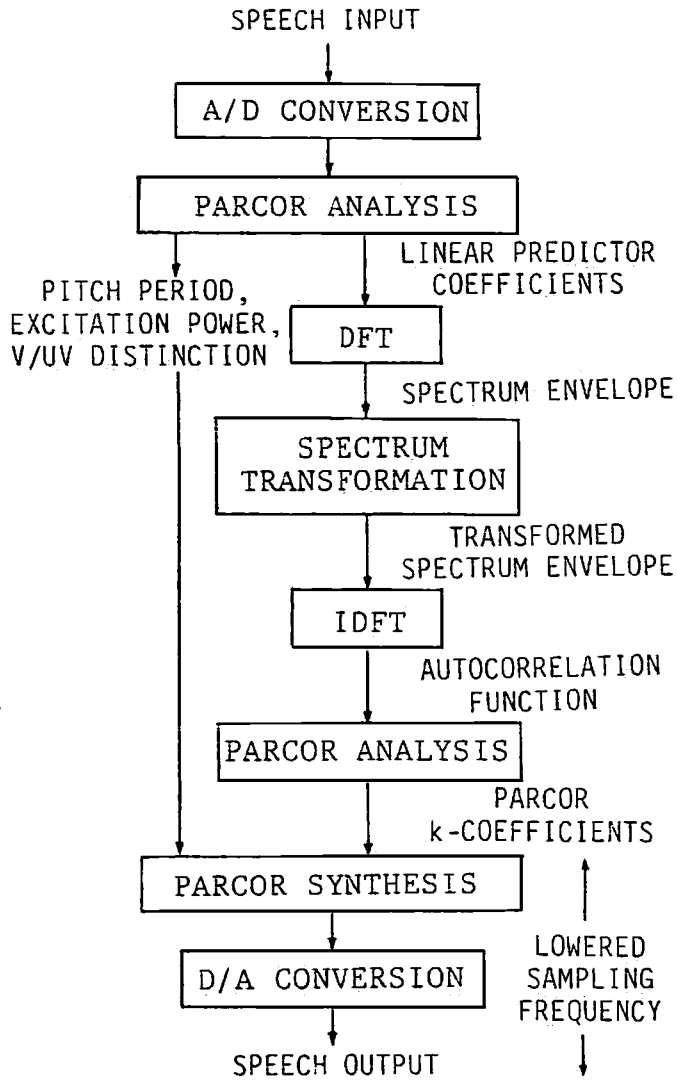 SPEECH INPUT
A/D CONVERSION
PARCOR ANALYSIS
LINEAR PREDICTOR
COEFFICIENTS
PITCH PERIOD,
EXCITATION POWER,
V/UV DISTINCTION
DFT
SPECTRUM ENVELOPE
SPECTRUM
TRANSFORMATION
TRANSFORMED
SPECTRUM ENVELOPE
IDFT
AUTOCORRELATION
FUNCTION
PARCOR ANALYSIS
PARCOR
k-COEFFICIENTS
PARCOR SYNTHESIS
LOWERED
SAMPLING
FREQUENCY
D/A CONVERSION
SPEECH OUTPUT